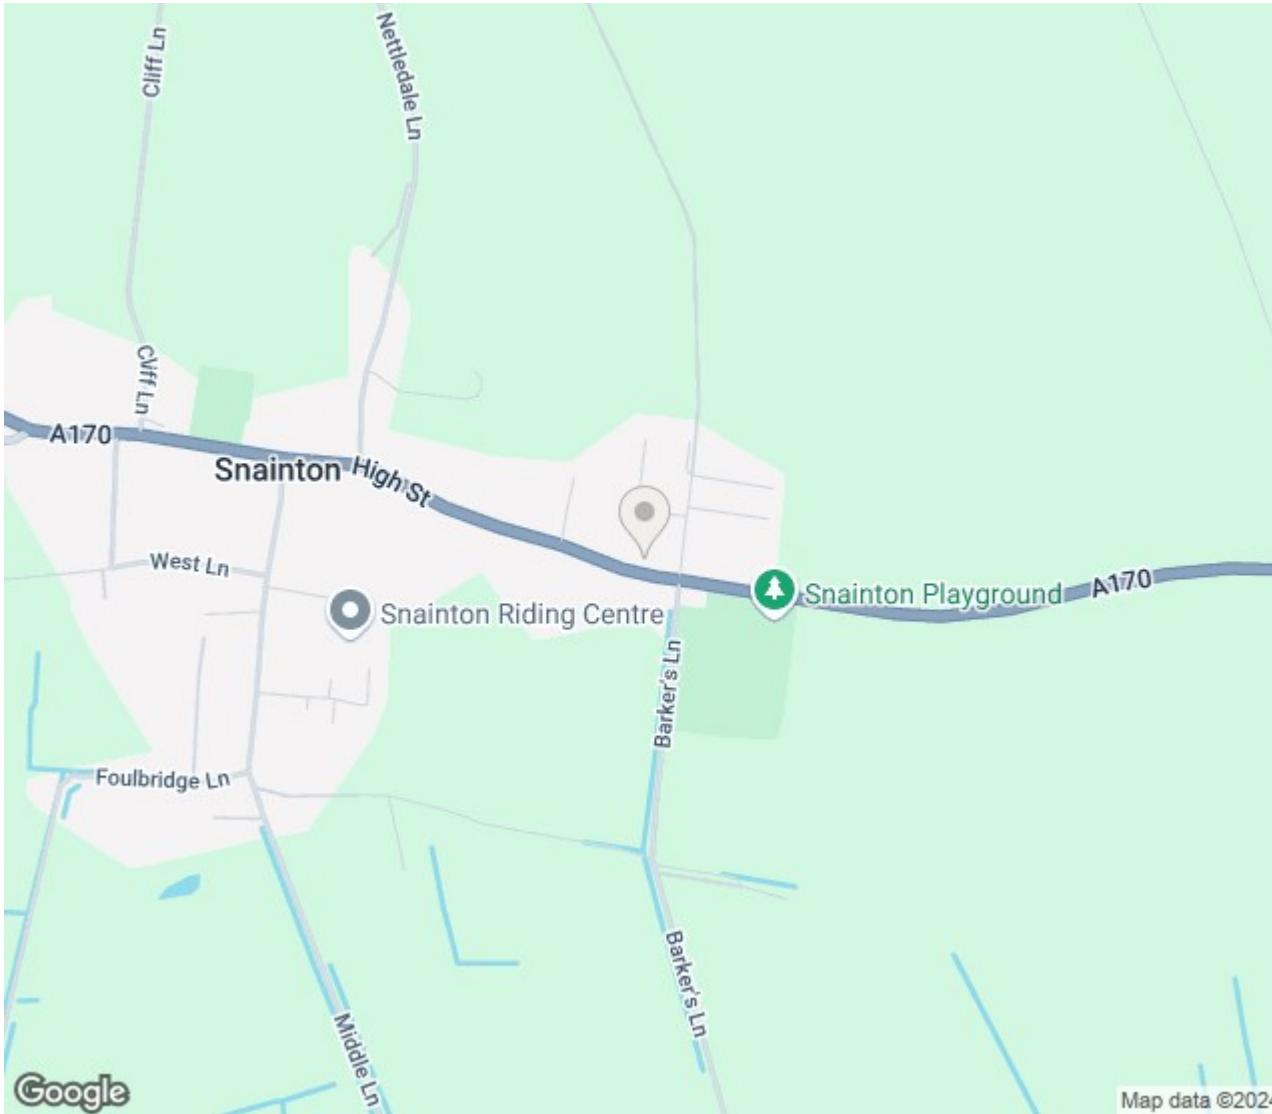 Cliff Ln
Nettledale Ln
Cliff Ln
A170
Snainton
High St
West Ln
Snainton Riding Centre
Snainton Playground
A170
Barker's Ln
Foulbridge Ln
Barker's Ln
Middle Ln
Google
Map data ©2024